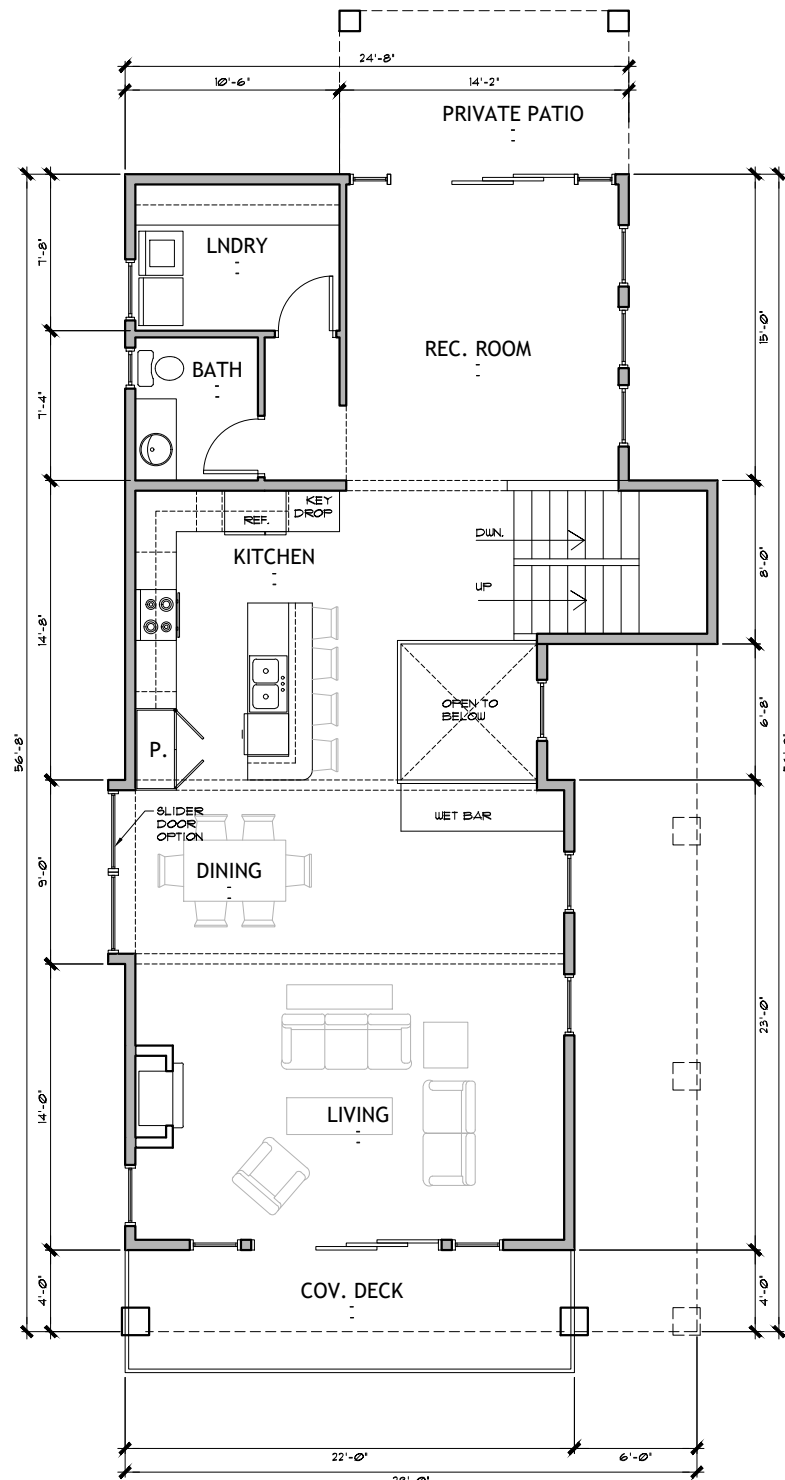 24'-8"
10'-6"
14'-2"
PRIVATE PATIO
7'-8"
LNDRY
REC. ROOM
15'-0"
BATH
7'-4"
KEY
DROP
REF.
KITCHEN
DWN.
UP
8'-0"
14'-8"
56'-8"
OPEN TO
BELOW
6'-8"
P.
SLIDER
DOOR
OPTION
WET BAR
DINING
9'-0"
23'-0"
LIVING
14'-0"
COV. DECK
4'-0"
4'-0"
22'-0"
6'-0"